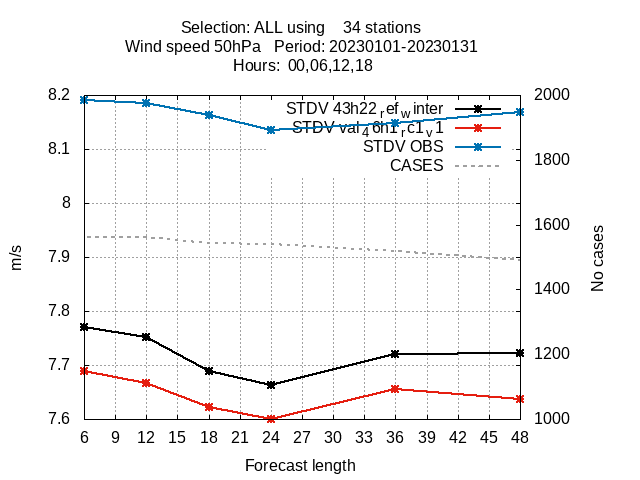 Selection: ALL using    34 stations
Wind speed 50hPa   Period: 20230101-20230131
Hours:  00,06,12,18
STDV 43h22_ref_winter
STDV val_46h1_rc1_v1
STDV OBS
CASES
8.2
8.1
8
7.9
7.8
7.7
7.6
m/s
2000
1800
1600
1400
1200
1000
No cases
6 9 12 15 18 21 24 27 30 33 36 39 42 45 48
Forecast length